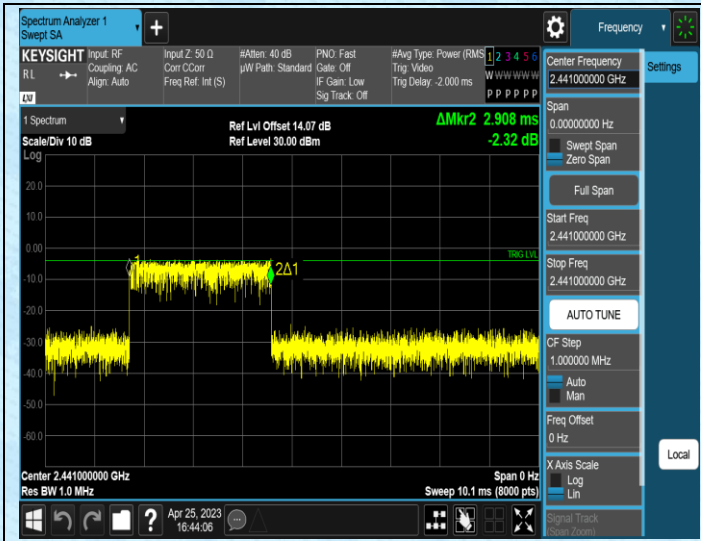 Spectrum Analyzer 1
Swept SA
+
Frequency
KEYSIGHT
R L
LXI
Input: RF
Coupling: AC
Align: Auto
Input Z: 50 Ω
Corr CCorr
Freq Ref: Int (S)
#Atten: 40 dB
µW Path: Standard
PNO: Fast
Gate: Off
IF Gain: Low
Sig Track: Off
#Avg Type: Power (RMS
Trig: Video
Trig Delay: -2.000 ms
1 2 3 4 5 6
W W W W W W
P P P P P P
1 Spectrum
Scale/Div 10 dB
Ref Lvl Offset 14.07 dB
Ref Level 30.00 dBm
ΔMkr2 2.908 ms
-2.32 dB
Log
20.0
10.0
0.00
-10.0
-20.0
-30.0
-40.0
-50.0
-60.0
TRIG LVL
1
2Δ1
Center 2.441000000 GHz
Res BW 1.0 MHz
Span 0 Hz
Sweep 10.1 ms (8000 pts)
?
Apr 25, 2023
16:44:06
Center Frequency
2.441000000 GHz
Settings
Span
0.00000000 Hz
Swept Span
Zero Span
Full Span
Start Freq
2.441000000 GHz
Stop Freq
2.441000000 GHz
AUTO TUNE
CF Step
1.000000 MHz
Auto
Man
Freq Offset
0 Hz
Local
X Axis Scale
Log
Lin
Signal Track
(Span Zoom)